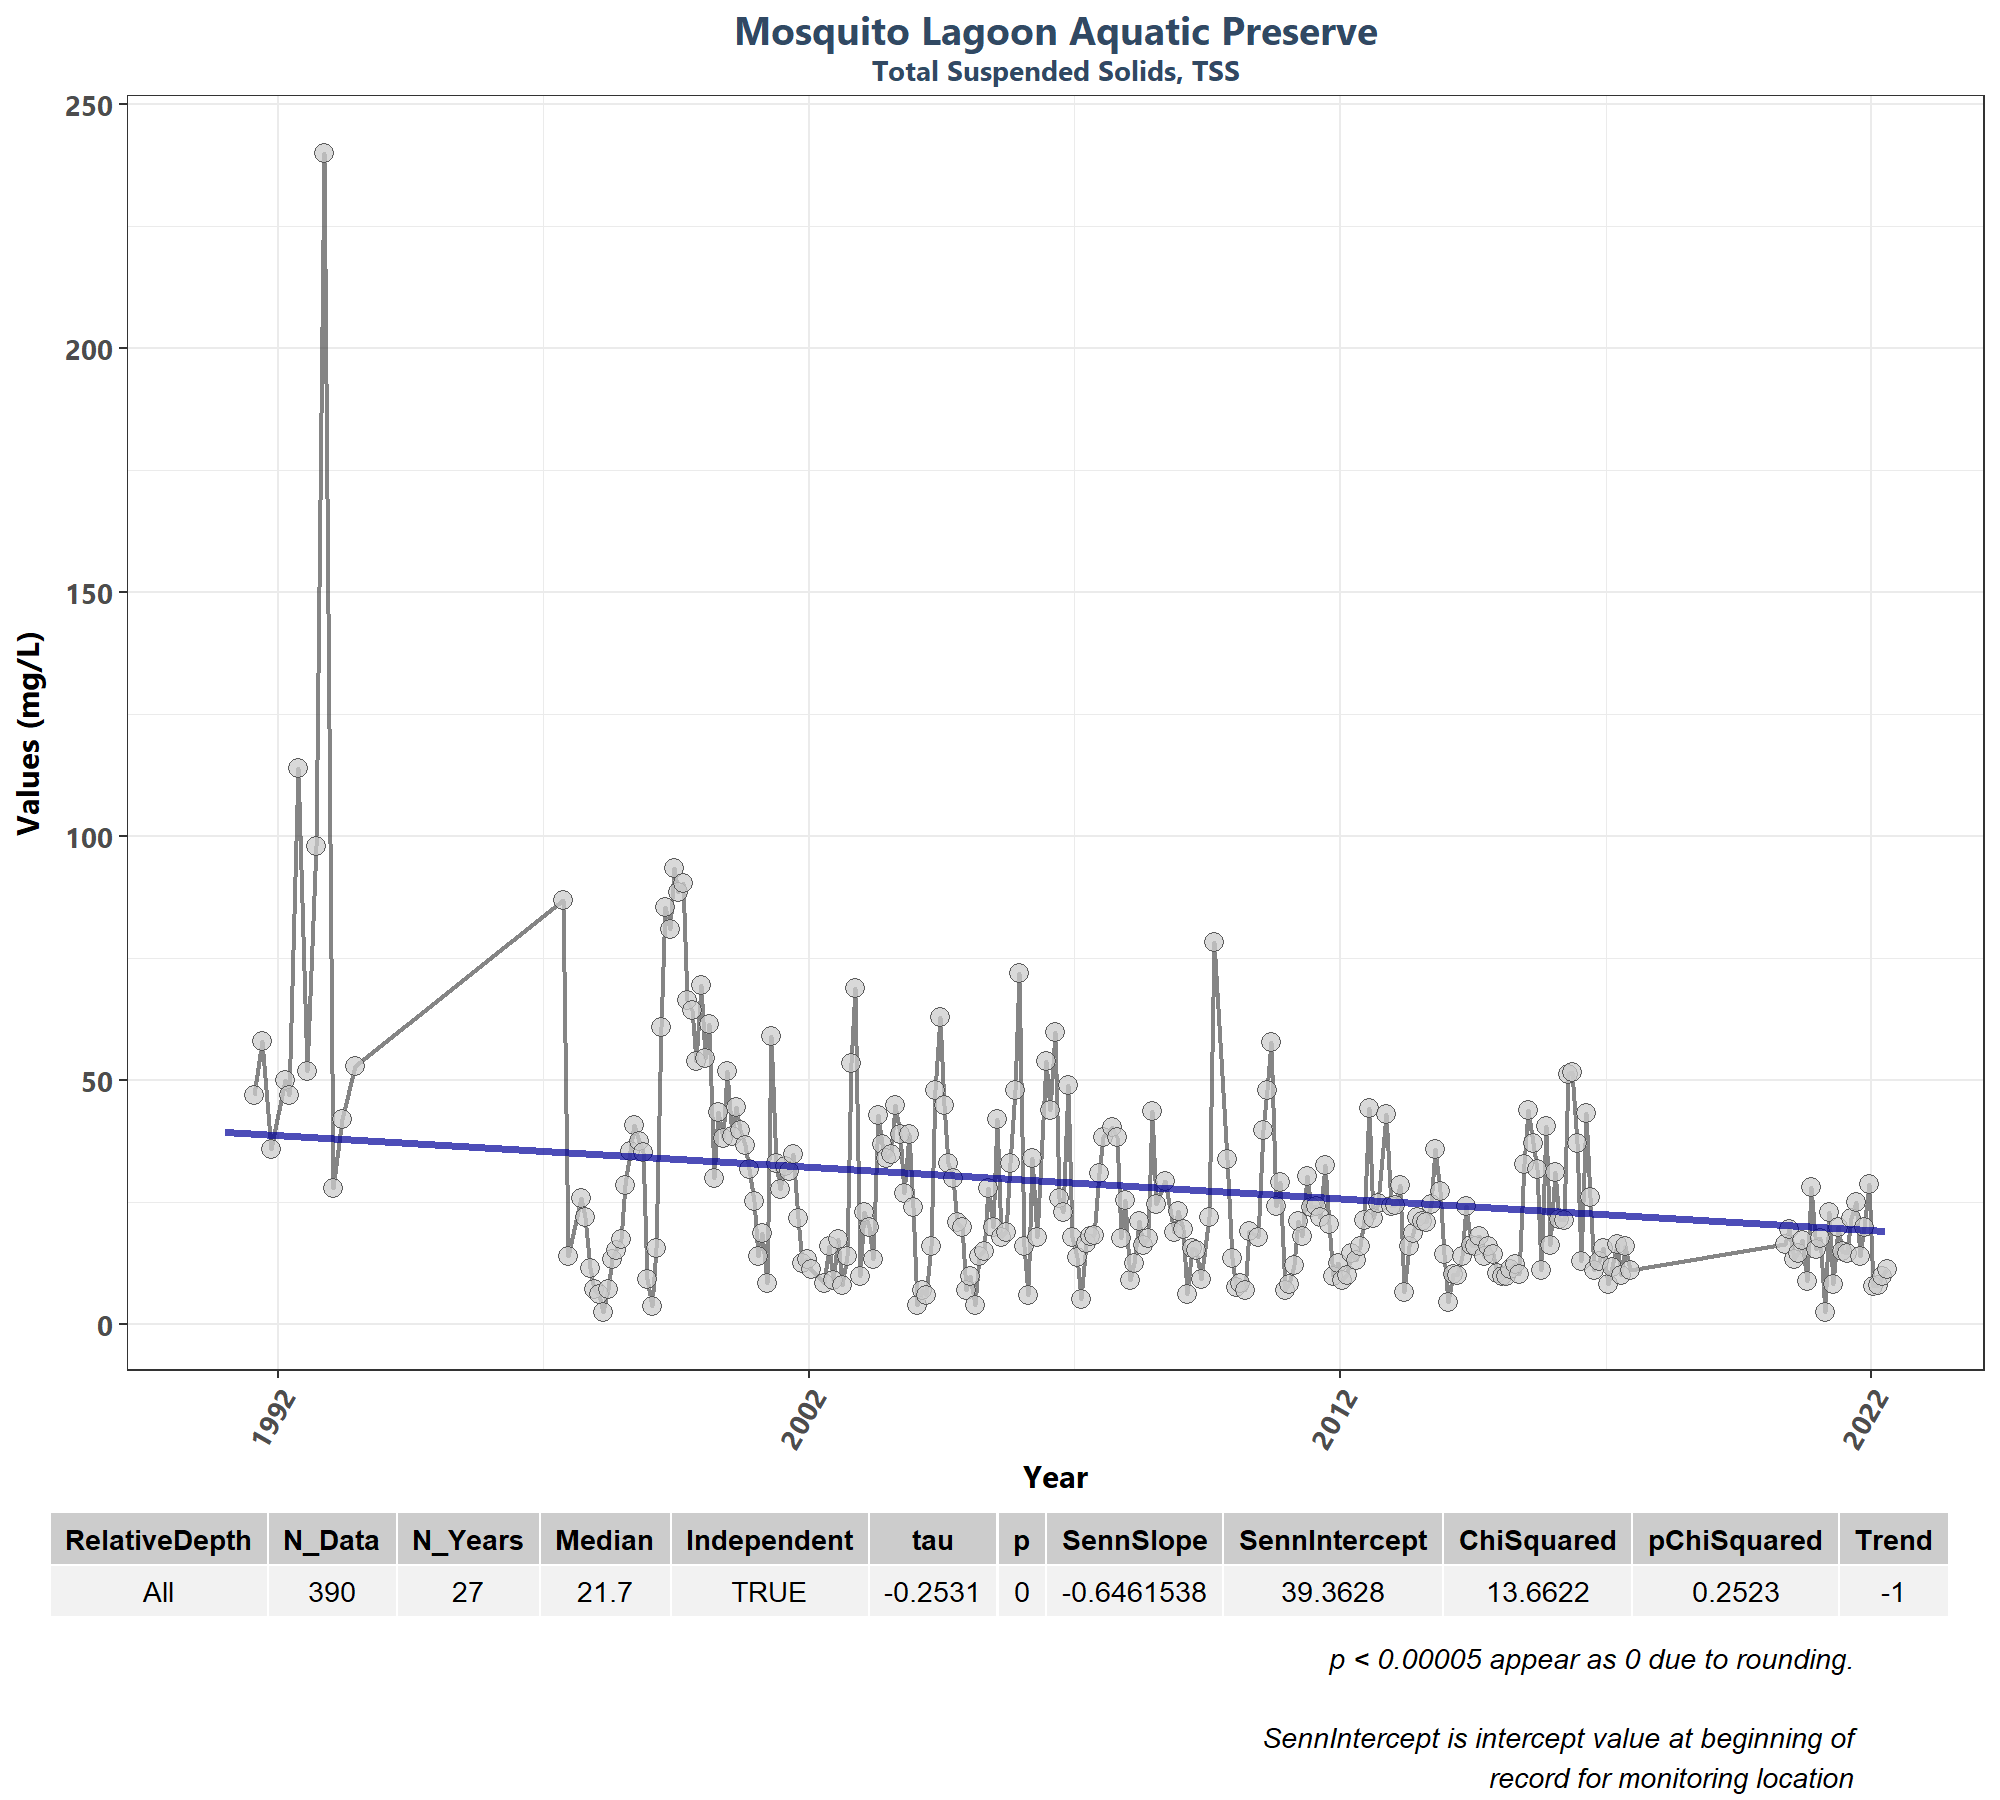 Mosquito Lagoon Aquatic Preserve
Total Suspended Solids, TSS
250
200
150
100
50
0
Values (mg/L)
1992
2002
2012
2022
Year
RelativeDepth N_Data N_Years Median Independent tau p SennSlope SennIntercept ChiSquared pChiSquared Trend
All 390 27 21.7 TRUE -0.2531 0 -0.6461538 39.3628 13.6622 0.2523 -1
p < 0.00005 appear as 0 due to rounding.
SennIntercept is intercept value at beginning of
record for monitoring location